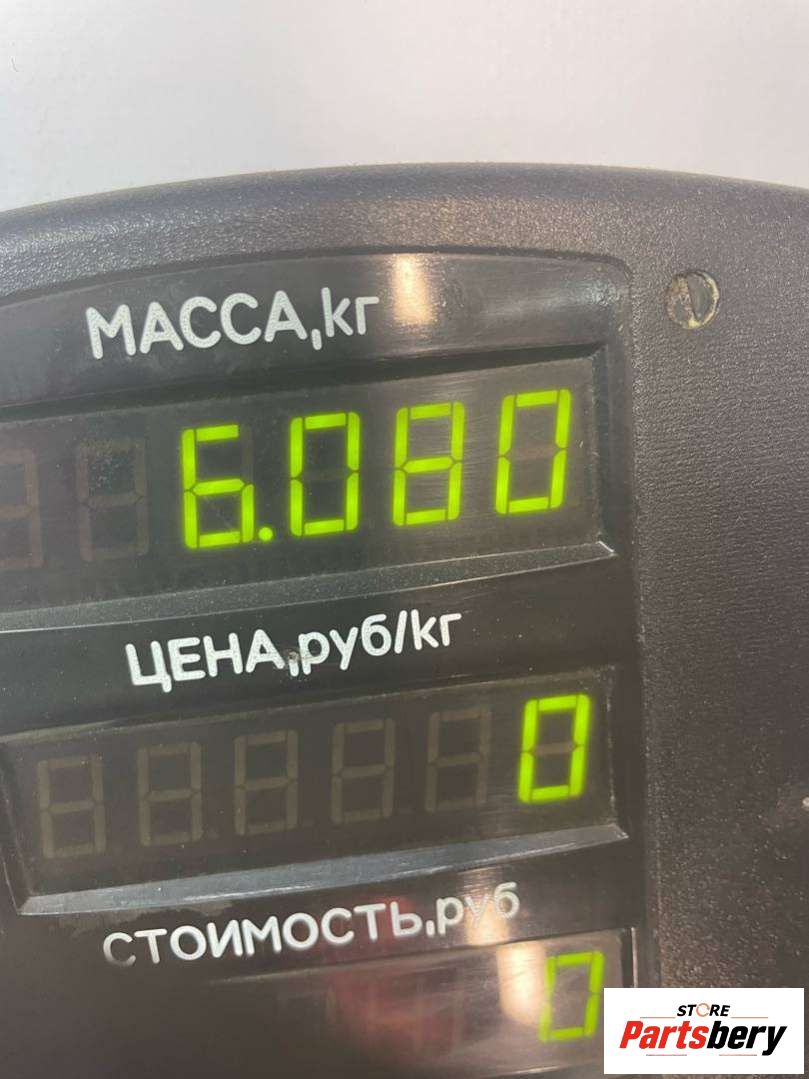 МАССА,кг
6.080
ЦЕНА,руб/кг
0
СТОИМОСТЬ,руб
0
STORE
Partsbery